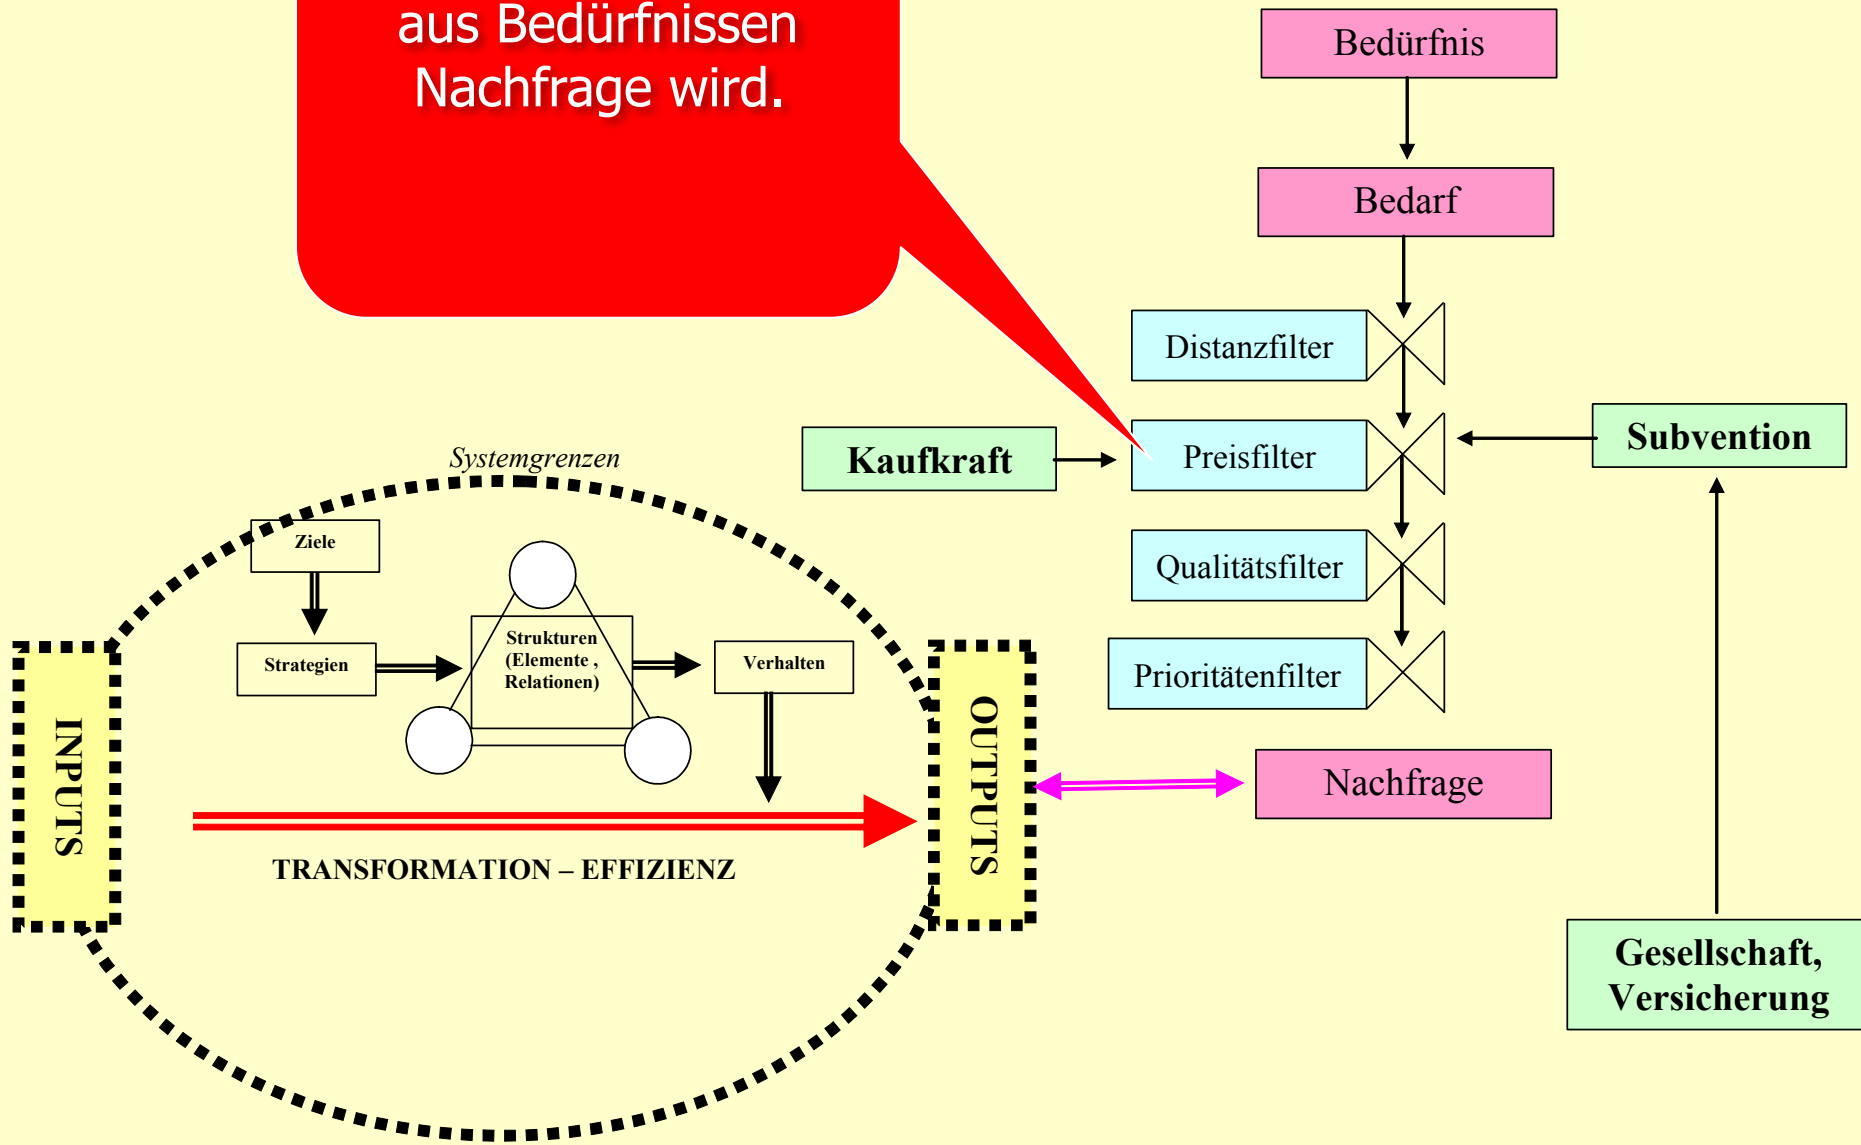 aus Bedürfnissen
Nachfrage wird.
Bedürfnis
Bedarf
Distanzfilter
Kaufkraft
Preisfilter
Subvention
Qualitätsfilter
Prioritätenfilter
Nachfrage
Gesellschaft,
Versicherung
Systemgrenzen
Ziele
Strategien
Strukturen
(Elemente ,
Relationen)
Verhalten
INPUTS
OUTPUTS
TRANSFORMATION – EFFIZIENZ